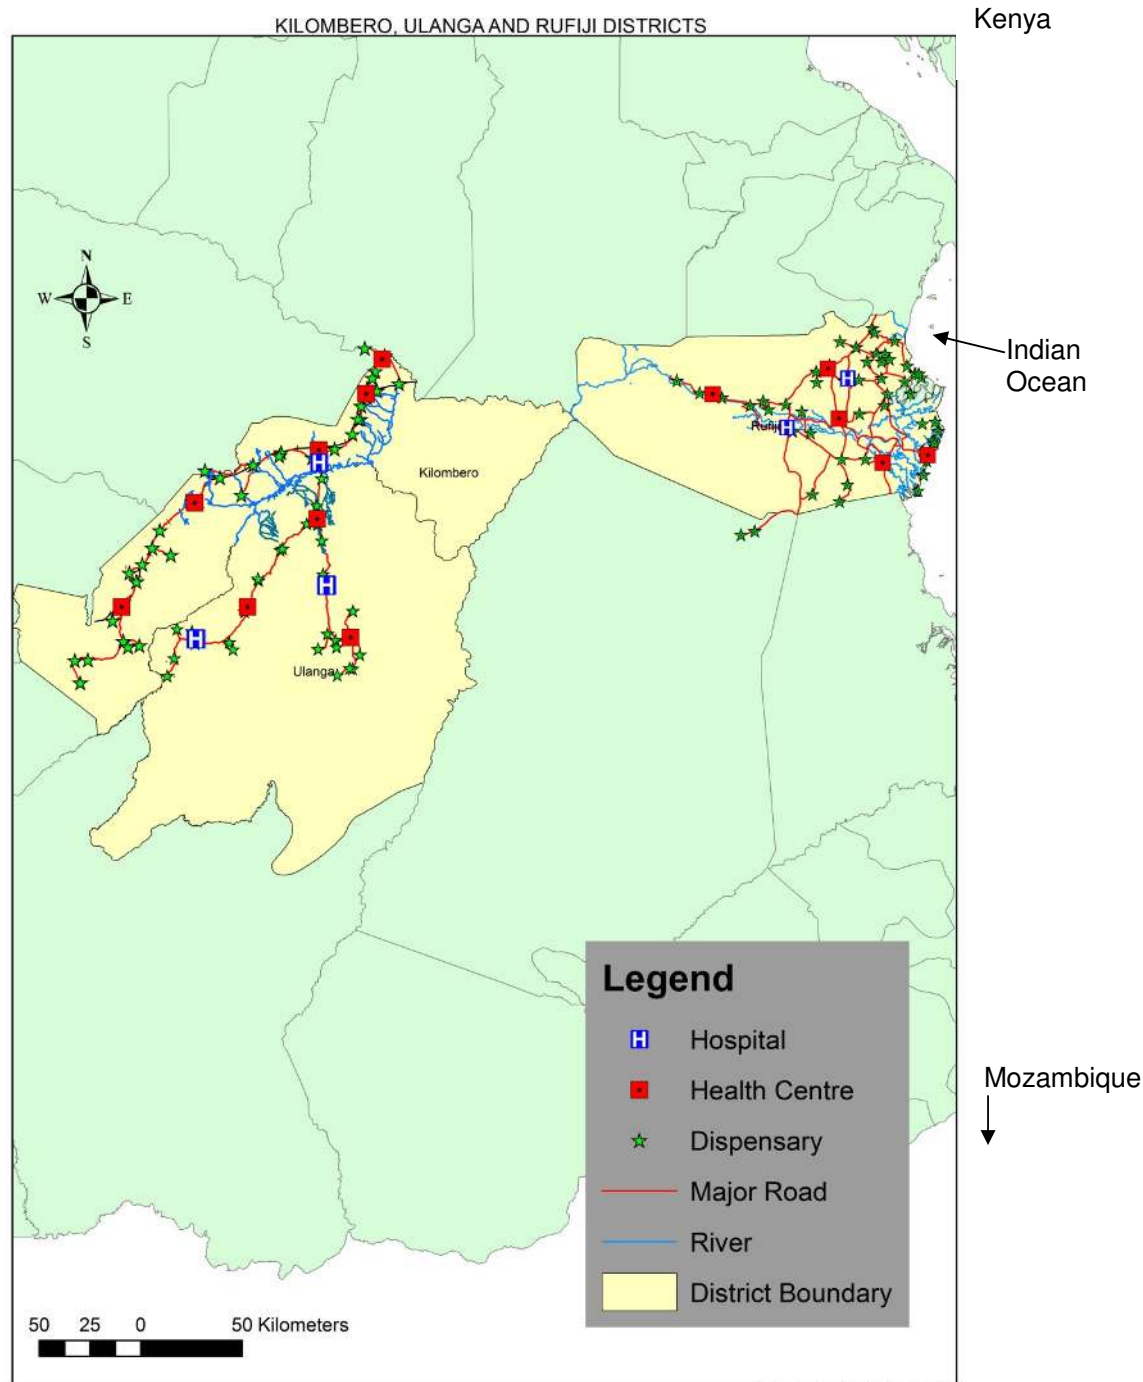 KILOMBERO, ULANGA AND RUFIJI DISTRICTS
Kenya
N
W E
S
Indian
Ocean
H
Rufiji
H
H
Kilombero
H
H
Ulanga
Legend
H Hospital
Health Centre
Dispensary
Major Road
River
District Boundary
Mozambique
50 25 0 50 Kilometers